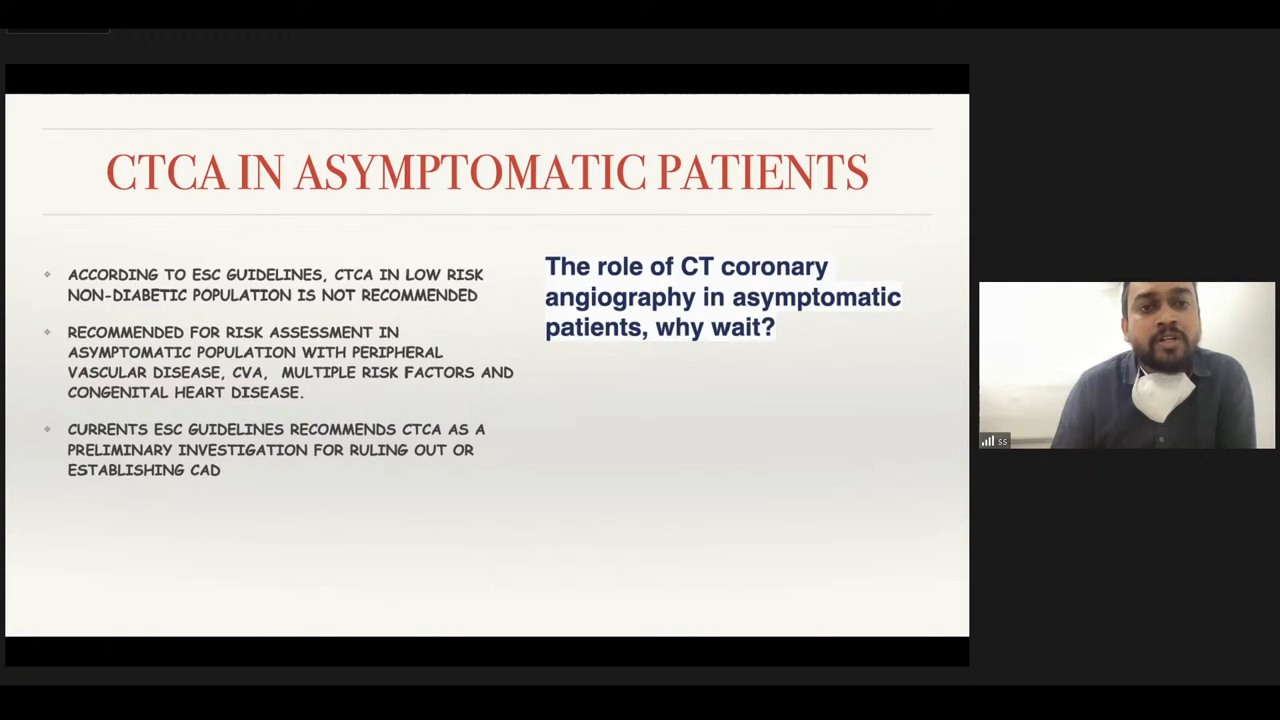 CTCA IN ASYMPTOMATIC PATIENTS
ACCORDING TO ESC GUIDELINES, CTCA IN LOW RISK
NON-DIABETIC POPULATION IS NOT RECOMMENDED
RECOMMENDED FOR RISK ASSESSMENT IN
ASYMPTOMATIC POPULATION WITH PERIPHERAL
VASCULAR DISEASE, CVA, MULTIPLE RISK FACTORS AND
CONGENITAL HEART DISEASE.
CURRENTS ESC GUIDELINES RECOMMENDS CTCA AS A
PRELIMINARY INVESTIGATION FOR RULING OUT OR
ESTABLISHING CAD
The role of CT coronary
angiography in asymptomatic
patients, why wait?
ss